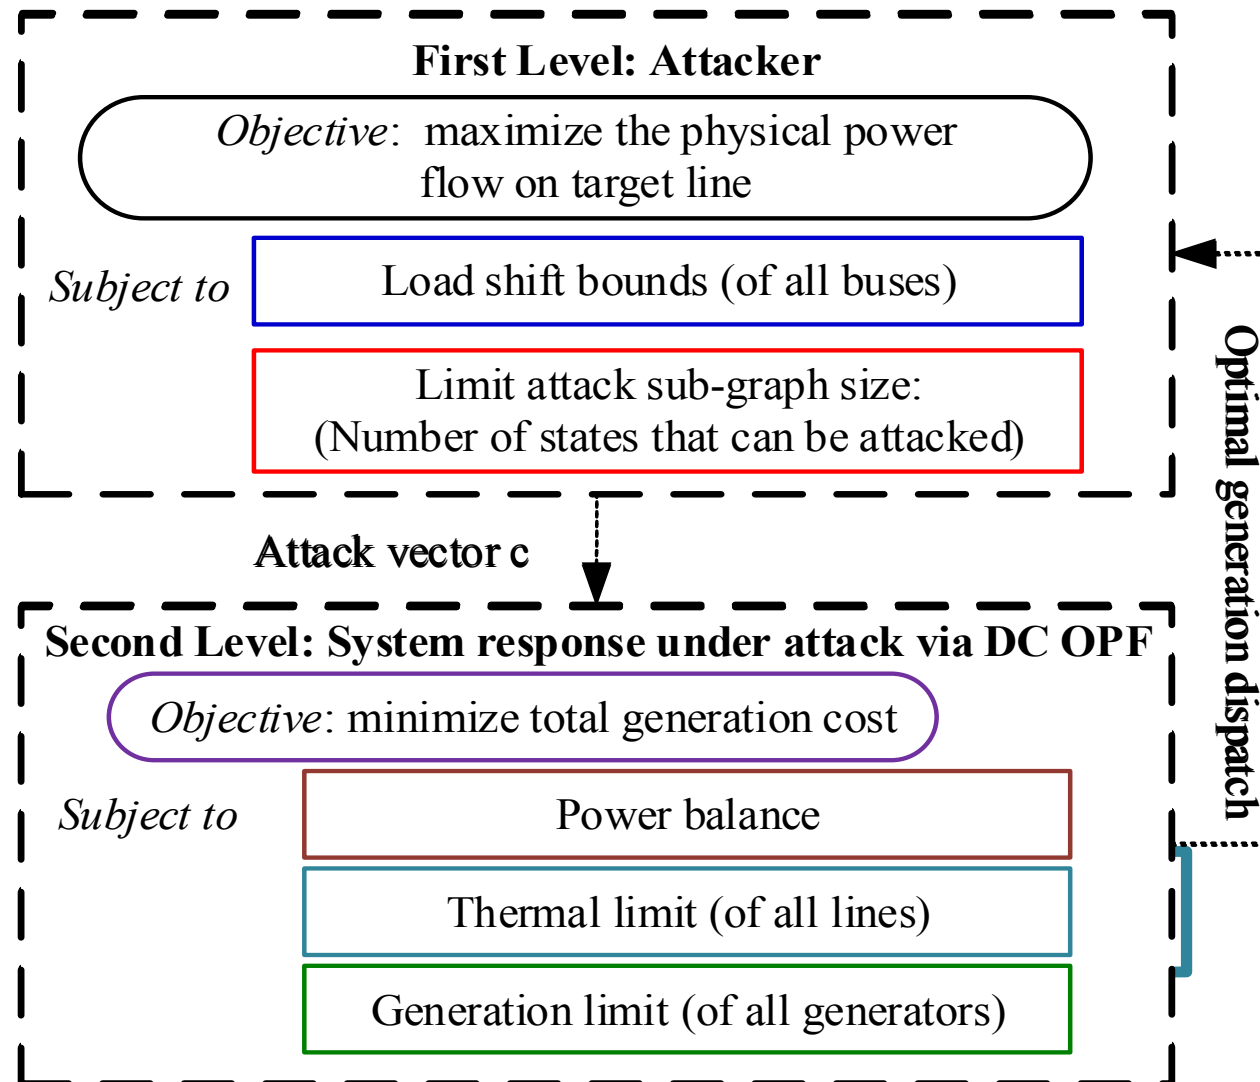 First Level: Attacker
Objective: maximize the physical power
flow on target line
Subject to
Load shift bounds (of all buses)
Limit attack sub-graph size:
(Number of states that can be attacked)
Attack vector c
Optimal generation dispatch
Second Level: System response under attack via DC OPF
Objective: minimize total generation cost
Subject to
Power balance
Thermal limit (of all lines)
Generation limit (of all generators)